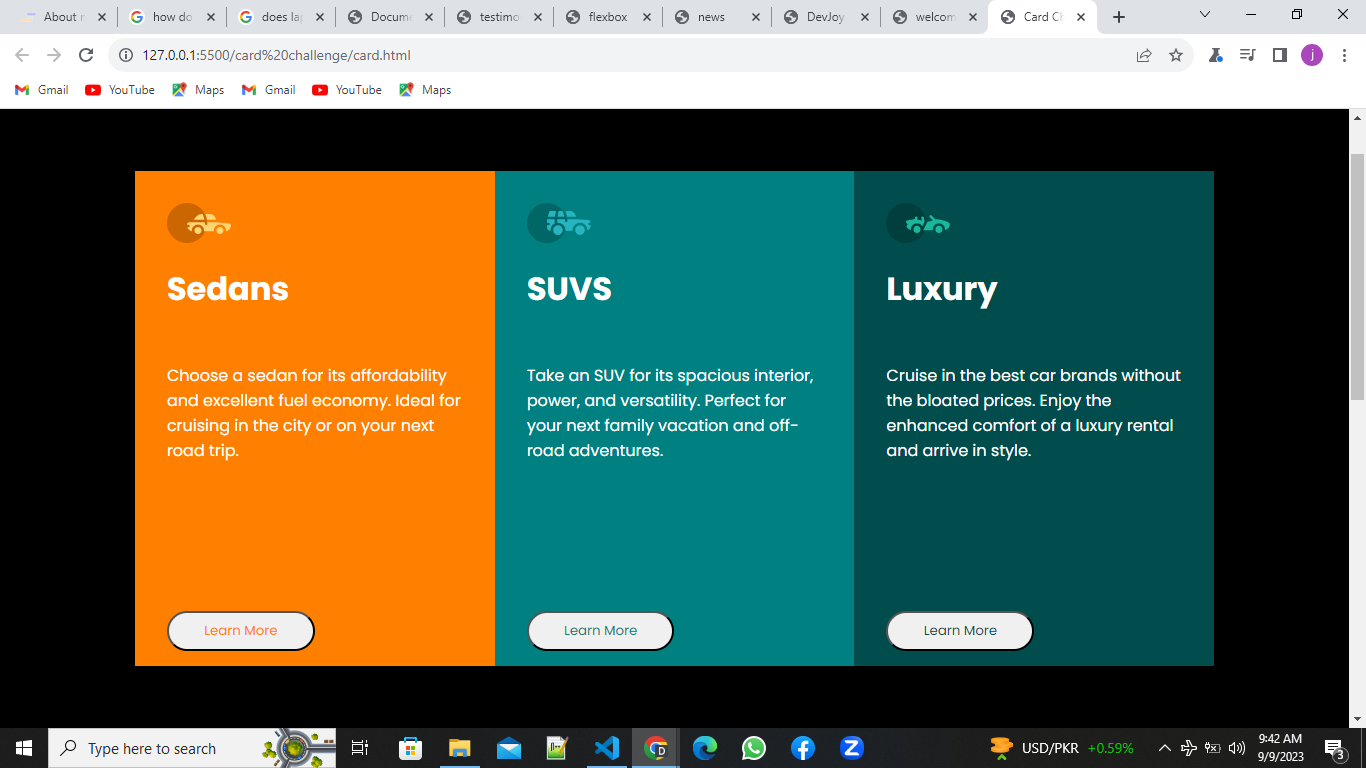 About n
how do
does lap
Docume
testimo
flexbox
news
DevJoy
welcom
Card Ch
127.0.0.1:5500/card%20challenge/card.html
j
Gmail
YouTube
Maps
Gmail
YouTube
Maps
Sedans
SUVS
Luxury
Choose a sedan for its affordability
and excellent fuel economy. Ideal for
cruising in the city or on your next
road trip.
Take an SUV for its spacious interior,
power, and versatility. Perfect for
your next family vacation and off-
road adventures.
Cruise in the best car brands without
the bloated prices. Enjoy the
enhanced comfort of a luxury rental
and arrive in style.
Learn More
Learn More
Learn More
Type here to search
USD/PKR +0.59%
9:42 AM
9/9/2023
3